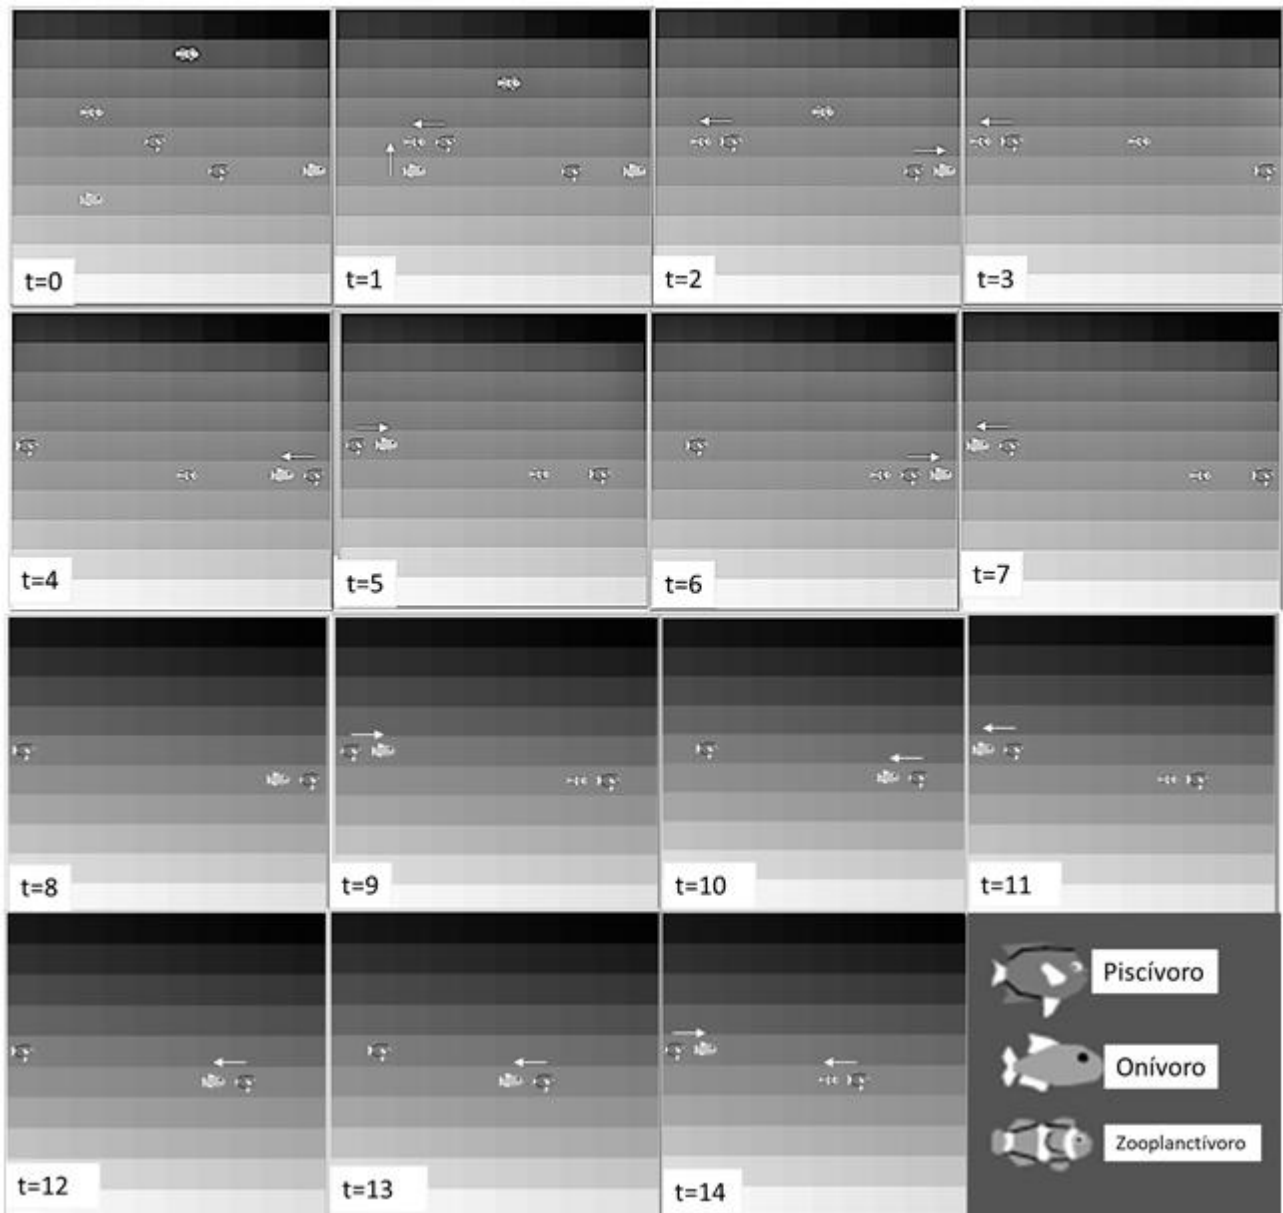 t=0
t=1
t=2
t=3
t=4
t=5
t=6
t=7
t=8
t=9
t=10
t=11
t=12
t=13
t=14
Piscívoro
Onívoro
Zooplanctívoro